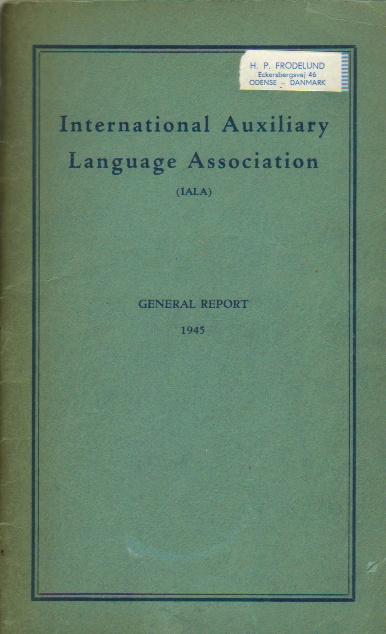 H. P. FRODELUND
Eckersbergsvej 46
ODENSE - DANMARK
International Auxiliary
Language Association
(IALA)
GENERAL REPORT
1945